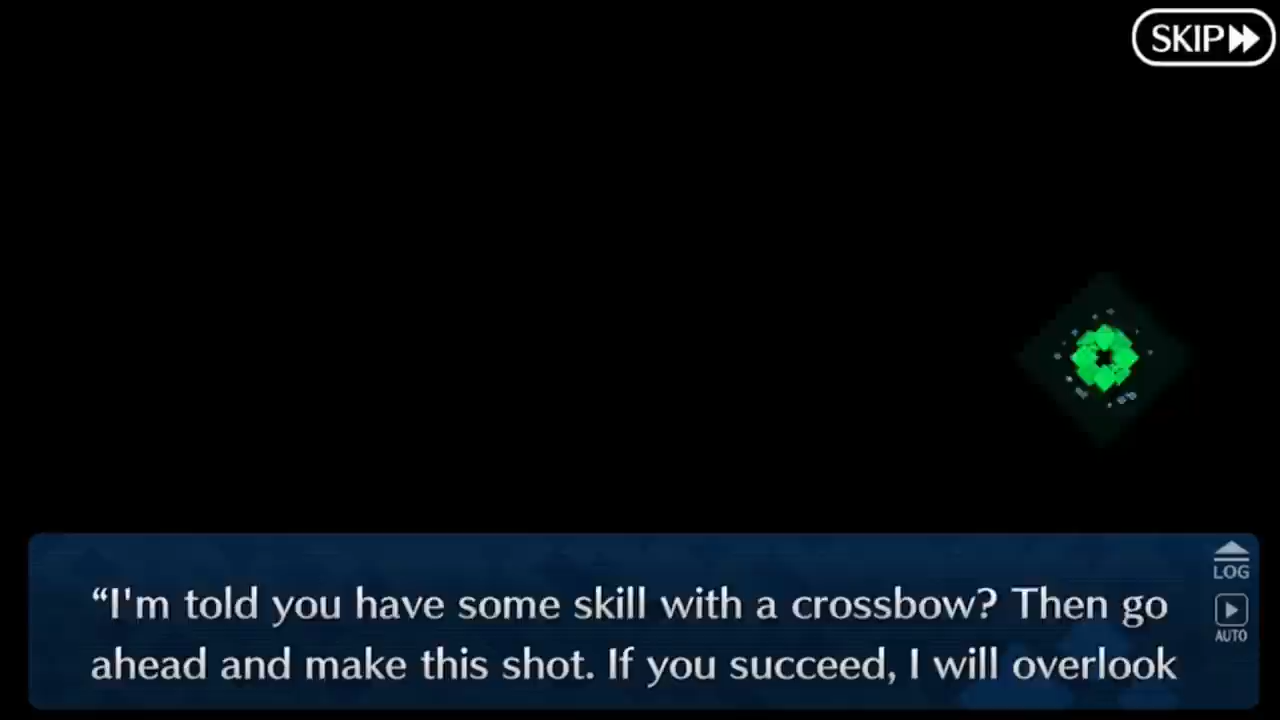 SKIP
LOG
AUTO
“I'm told you have some skill with a crossbow? Then go
ahead and make this shot. If you succeed, I will overlook